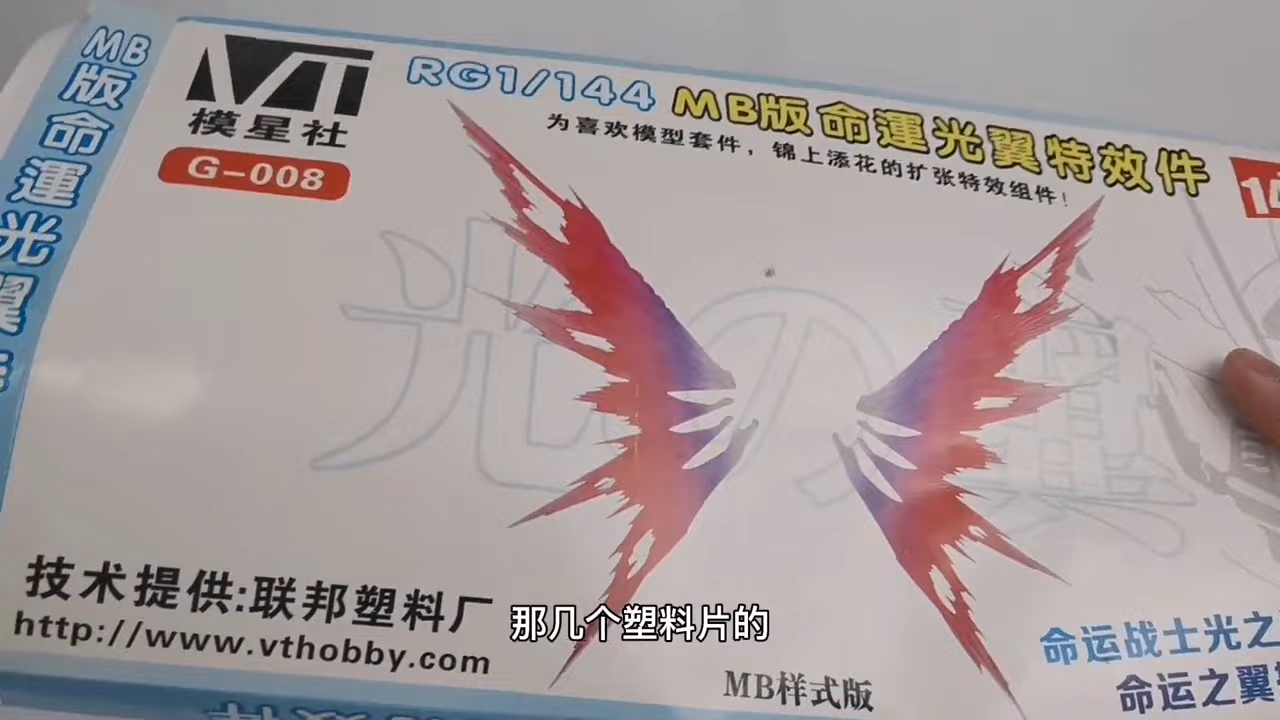 MB版命運光翼
VT
模星社
G-008
RG1/144 MB版命運光翼特效件
为喜欢模型套件，锦上添花的扩张特效组件！
14
光の翼
技术提供:联邦塑料厂
http://www.vthobby.com
那几个塑料片的
MB样式版
命运战士光之
命运之翼